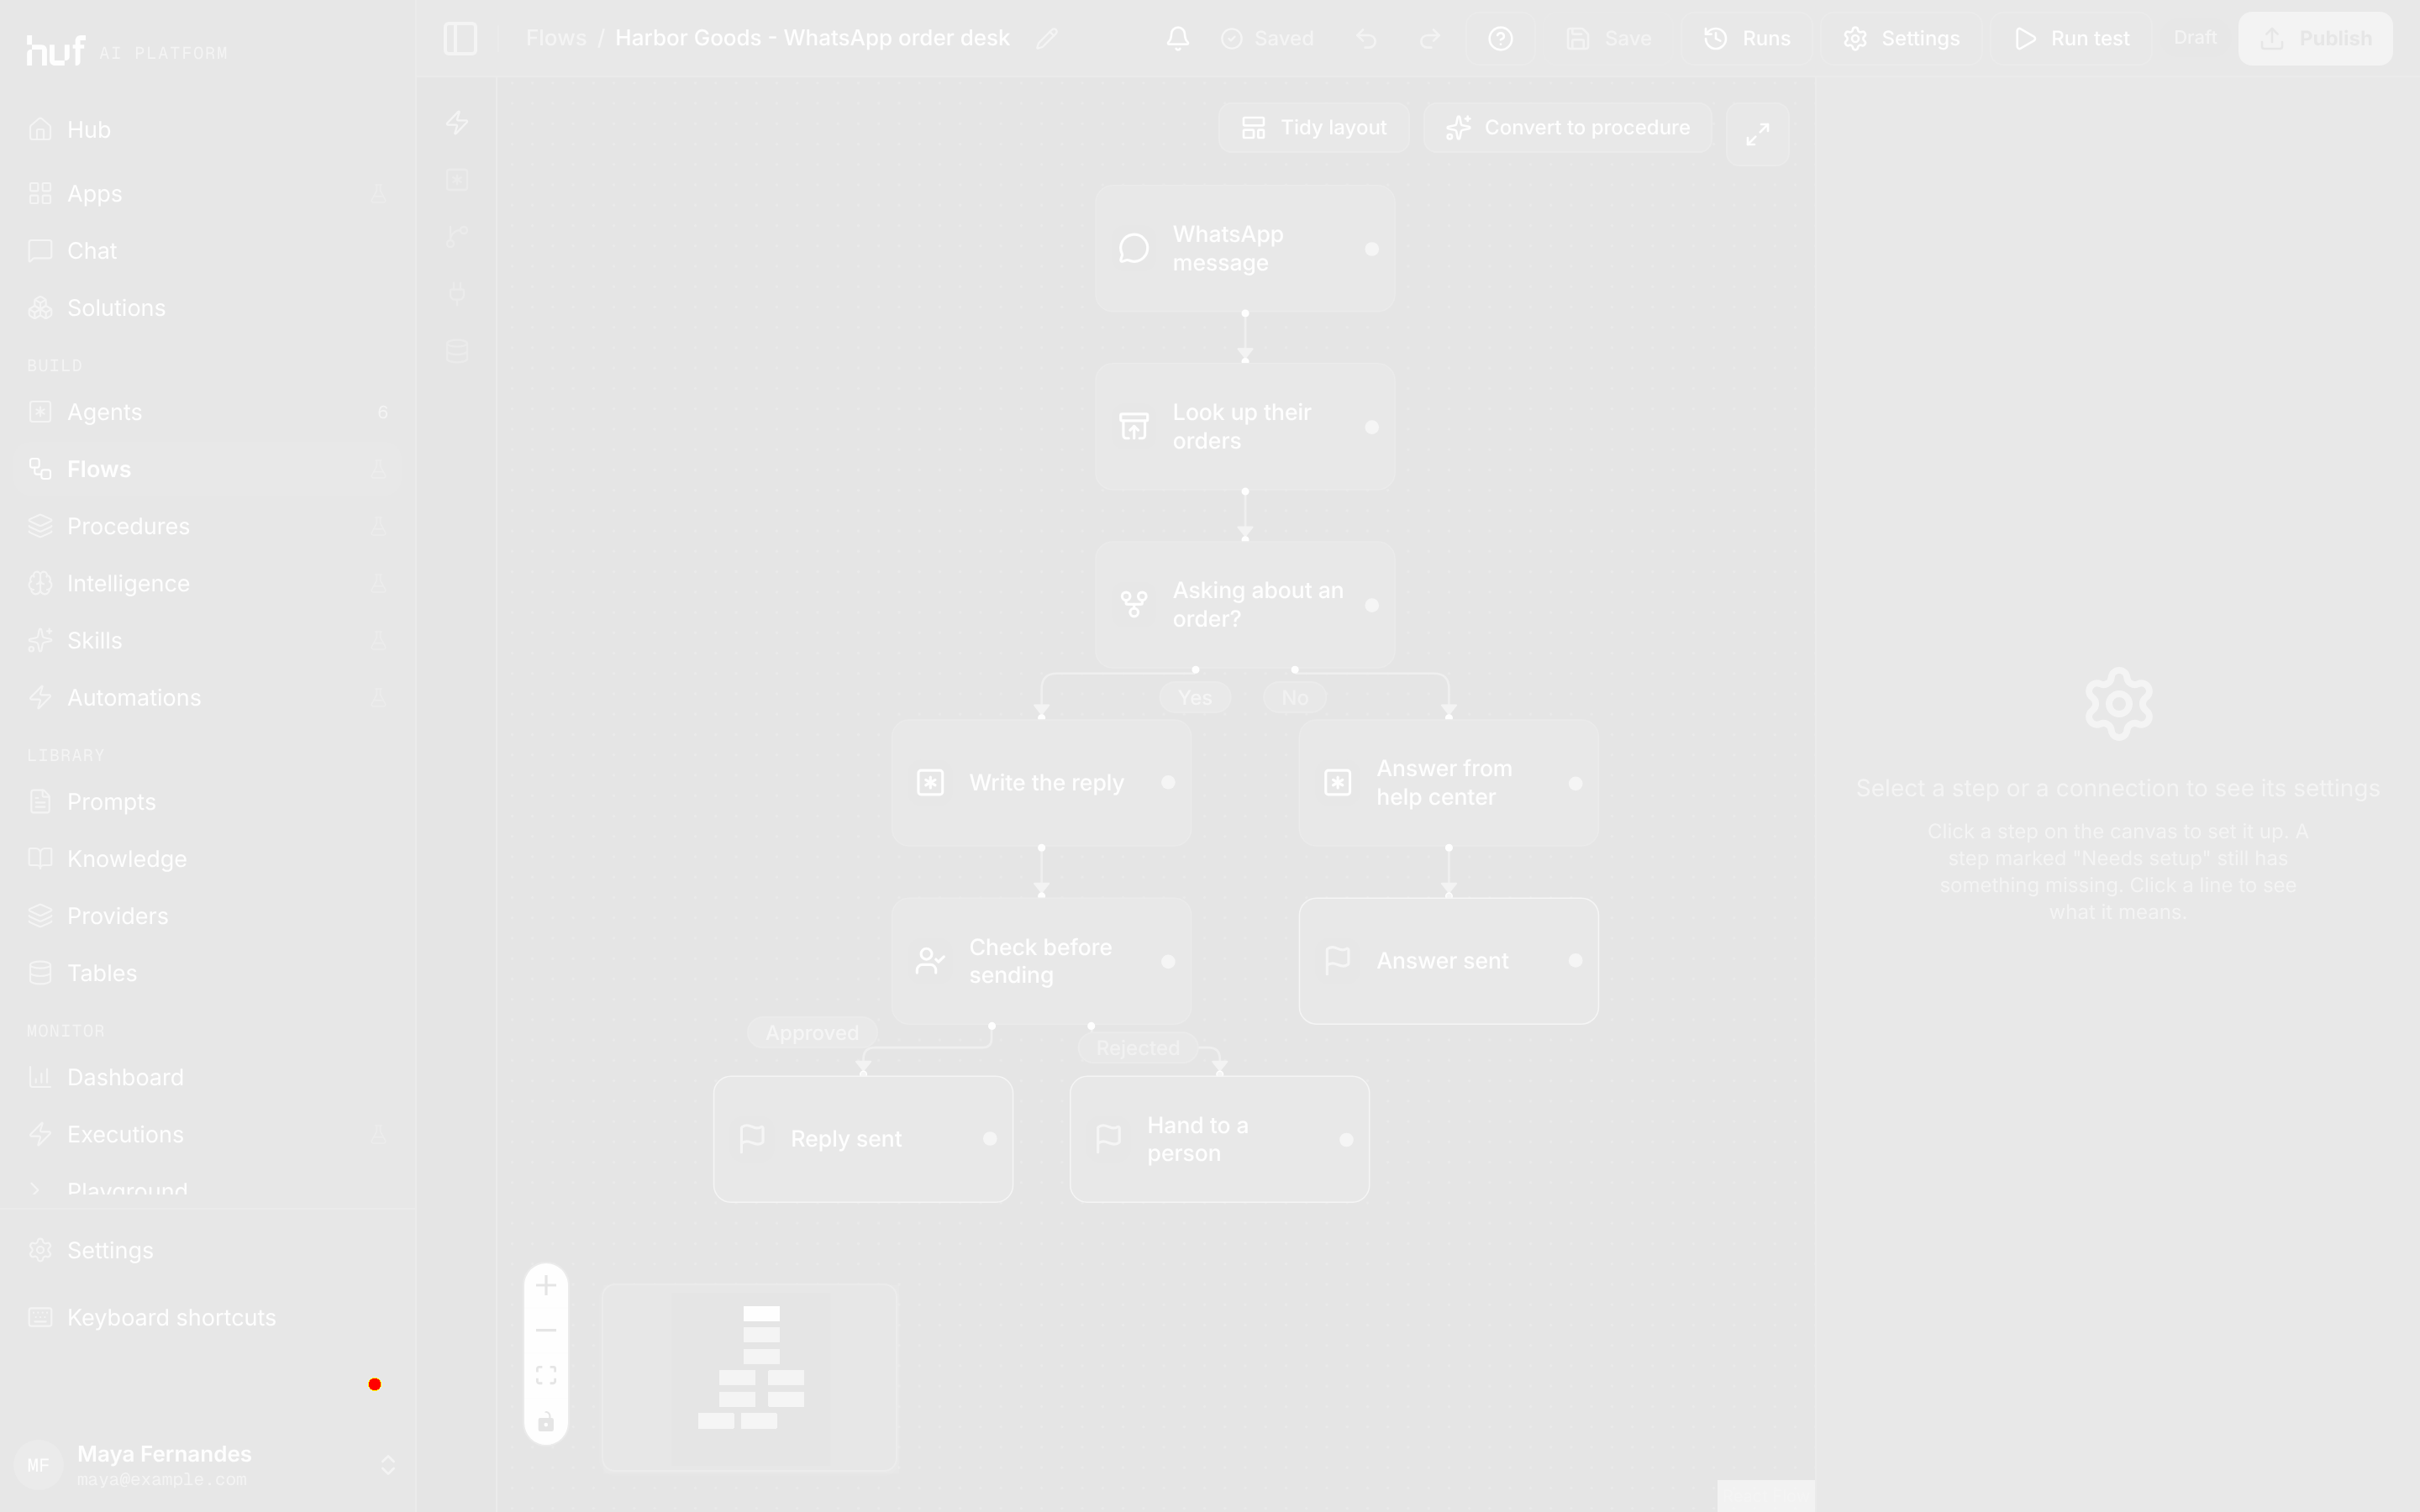 huf AI PLATFORM
Hub
Apps
Chat
Solutions
BUILD
Agents 6
Flows
Procedures
Intelligence
Skills
Automations
LIBRARY
Prompts
Knowledge
Providers
Tables
MONITOR
Dashboard
Executions
Playground
Settings
Keyboard shortcuts
MF
Maya Fernandes
maya@example.com
Flows / Harbor Goods - WhatsApp order desk
Saved
Save
Runs
Settings
Run test
Draft
Publish
Tidy layout
Convert to procedure
WhatsApp
message
Look up their
orders
Asking about an
order?
Yes
No
Write the reply
Answer from
help center
Check before
sending
Answer sent
Approved
Rejected
Reply sent
Hand to a
person
Select a step or a connection to see its settings
Click a step on the canvas to set it up. A
step marked "Needs setup" still has
something missing. Click a line to see
what it means.